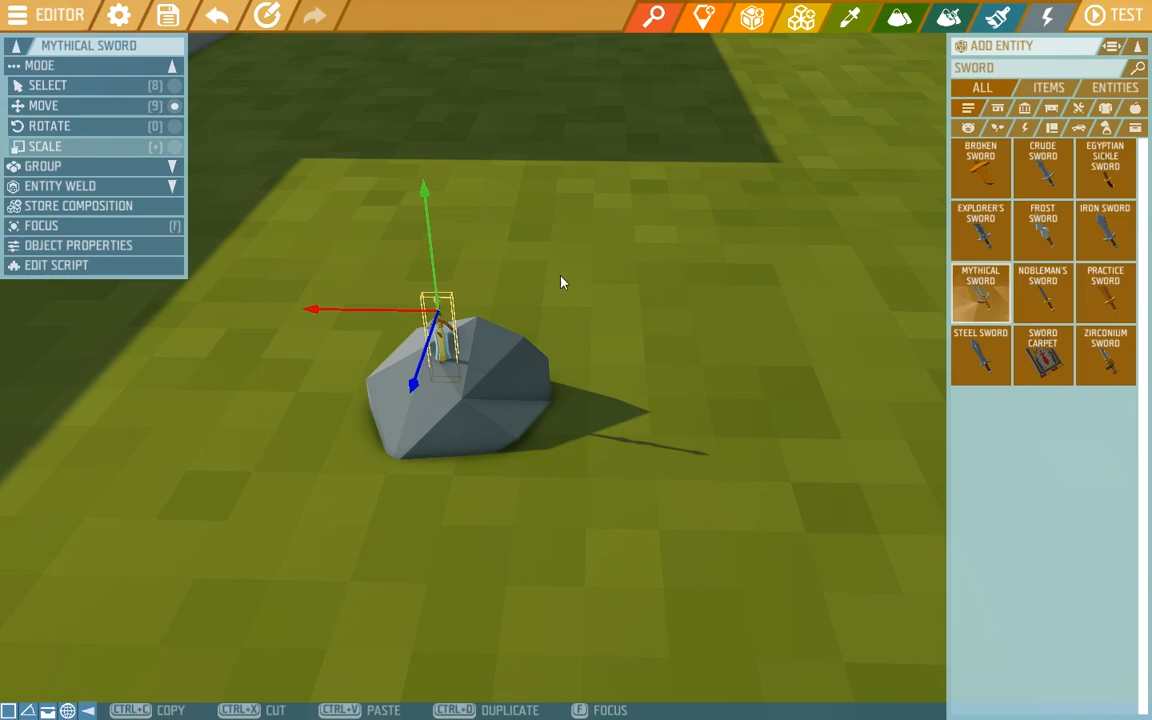 EDITOR
TEST
MYTHICAL SWORD
MODE
SELECT (8)
MOVE (9)
ROTATE (0)
SCALE (+)
GROUP
ENTITY WELD
STORE COMPOSITION
FOCUS (f)
OBJECT PROPERTIES
EDIT SCRIPT
ADD ENTITY
SWORD
ALL ITEMS ENTITIES
BROKEN SWORD
CRUDE SWORD
EGYPTIAN SICKLE SWORD
EXPLORER'S SWORD
FROST SWORD
IRON SWORD
MYTHICAL SWORD
NOBLEMAN'S SWORD
PRACTICE SWORD
STEEL SWORD
SWORD CARPET
ZIRCONIUM SWORD
CTRL+C COPY CTRL+X CUT CTRL+V PASTE CTRL+D DUPLICATE F FOCUS